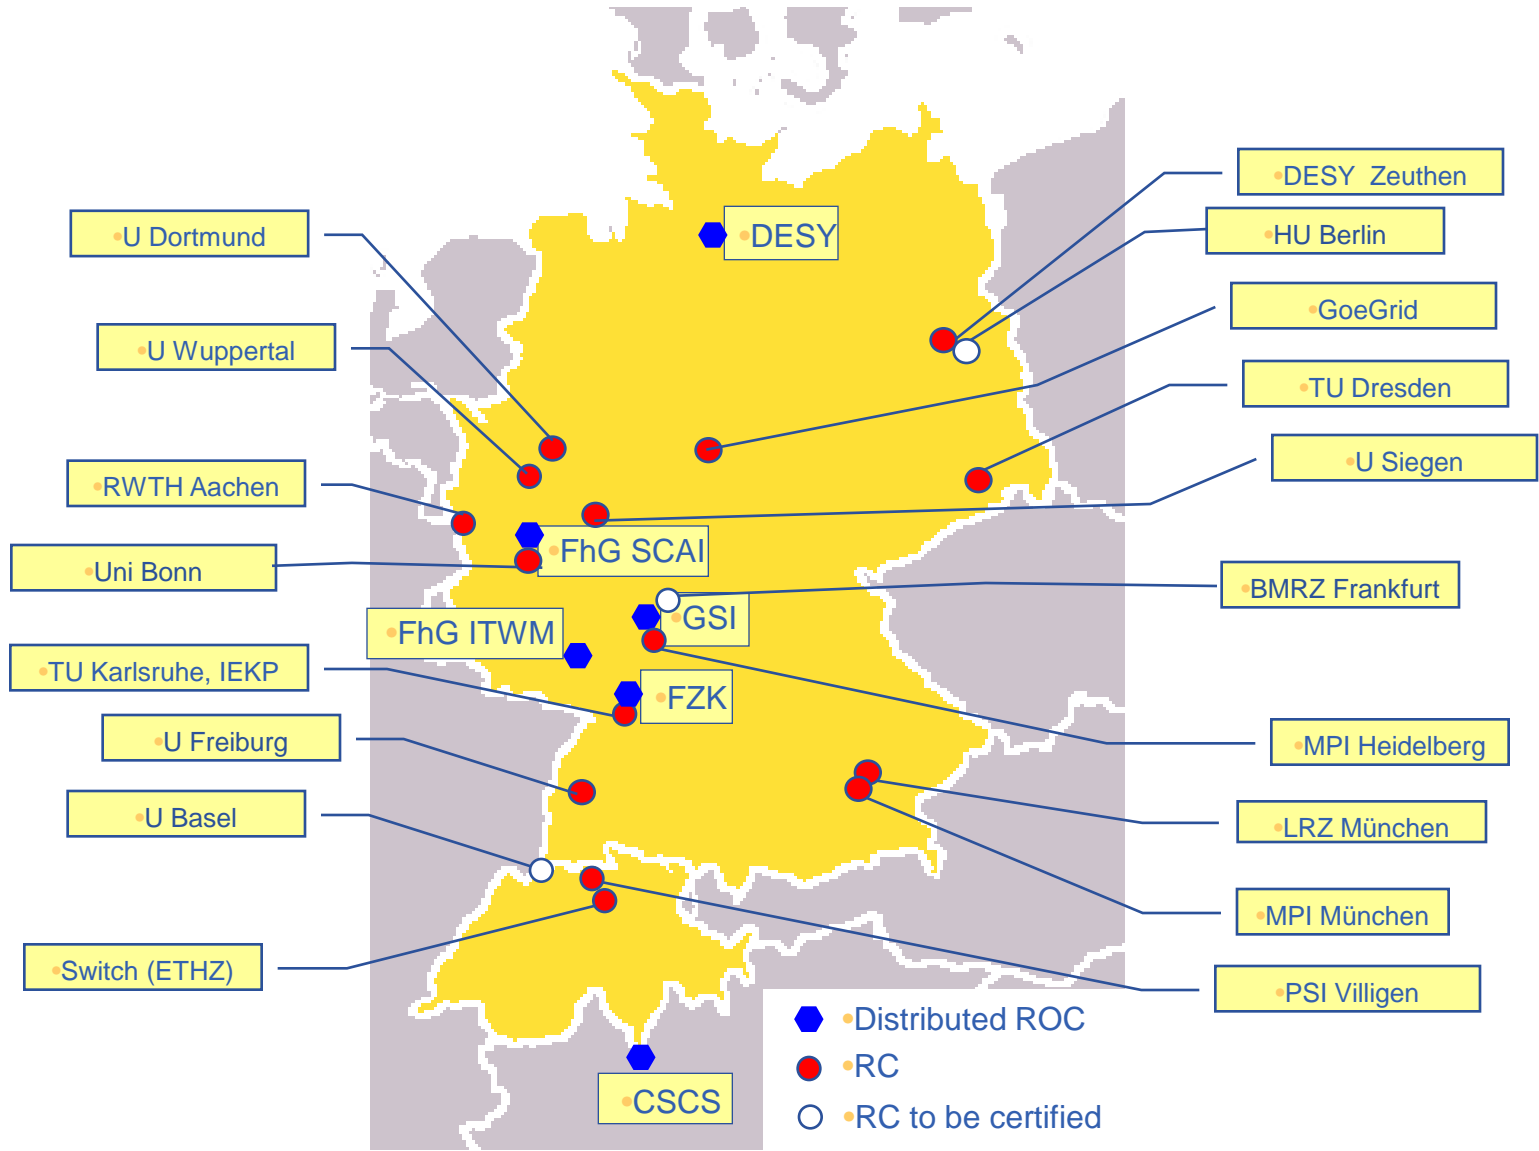 •DESY  Zeuthen
•U Dortmund
•DESY
•HU Berlin
•GoeGrid
•U Wuppertal
•TU Dresden
•RWTH Aachen
•U Siegen
•FhG SCAI
•Uni Bonn
•BMRZ Frankfurt
•GSI
•FhG ITWM
•TU Karlsruhe, IEKP
•FZK
•U Freiburg
•MPI Heidelberg
•U Basel
•LRZ München
•MPI München
•Switch (ETHZ)
•PSI Villigen
•Distributed ROC
•RC
•CSCS
•RC to be certified